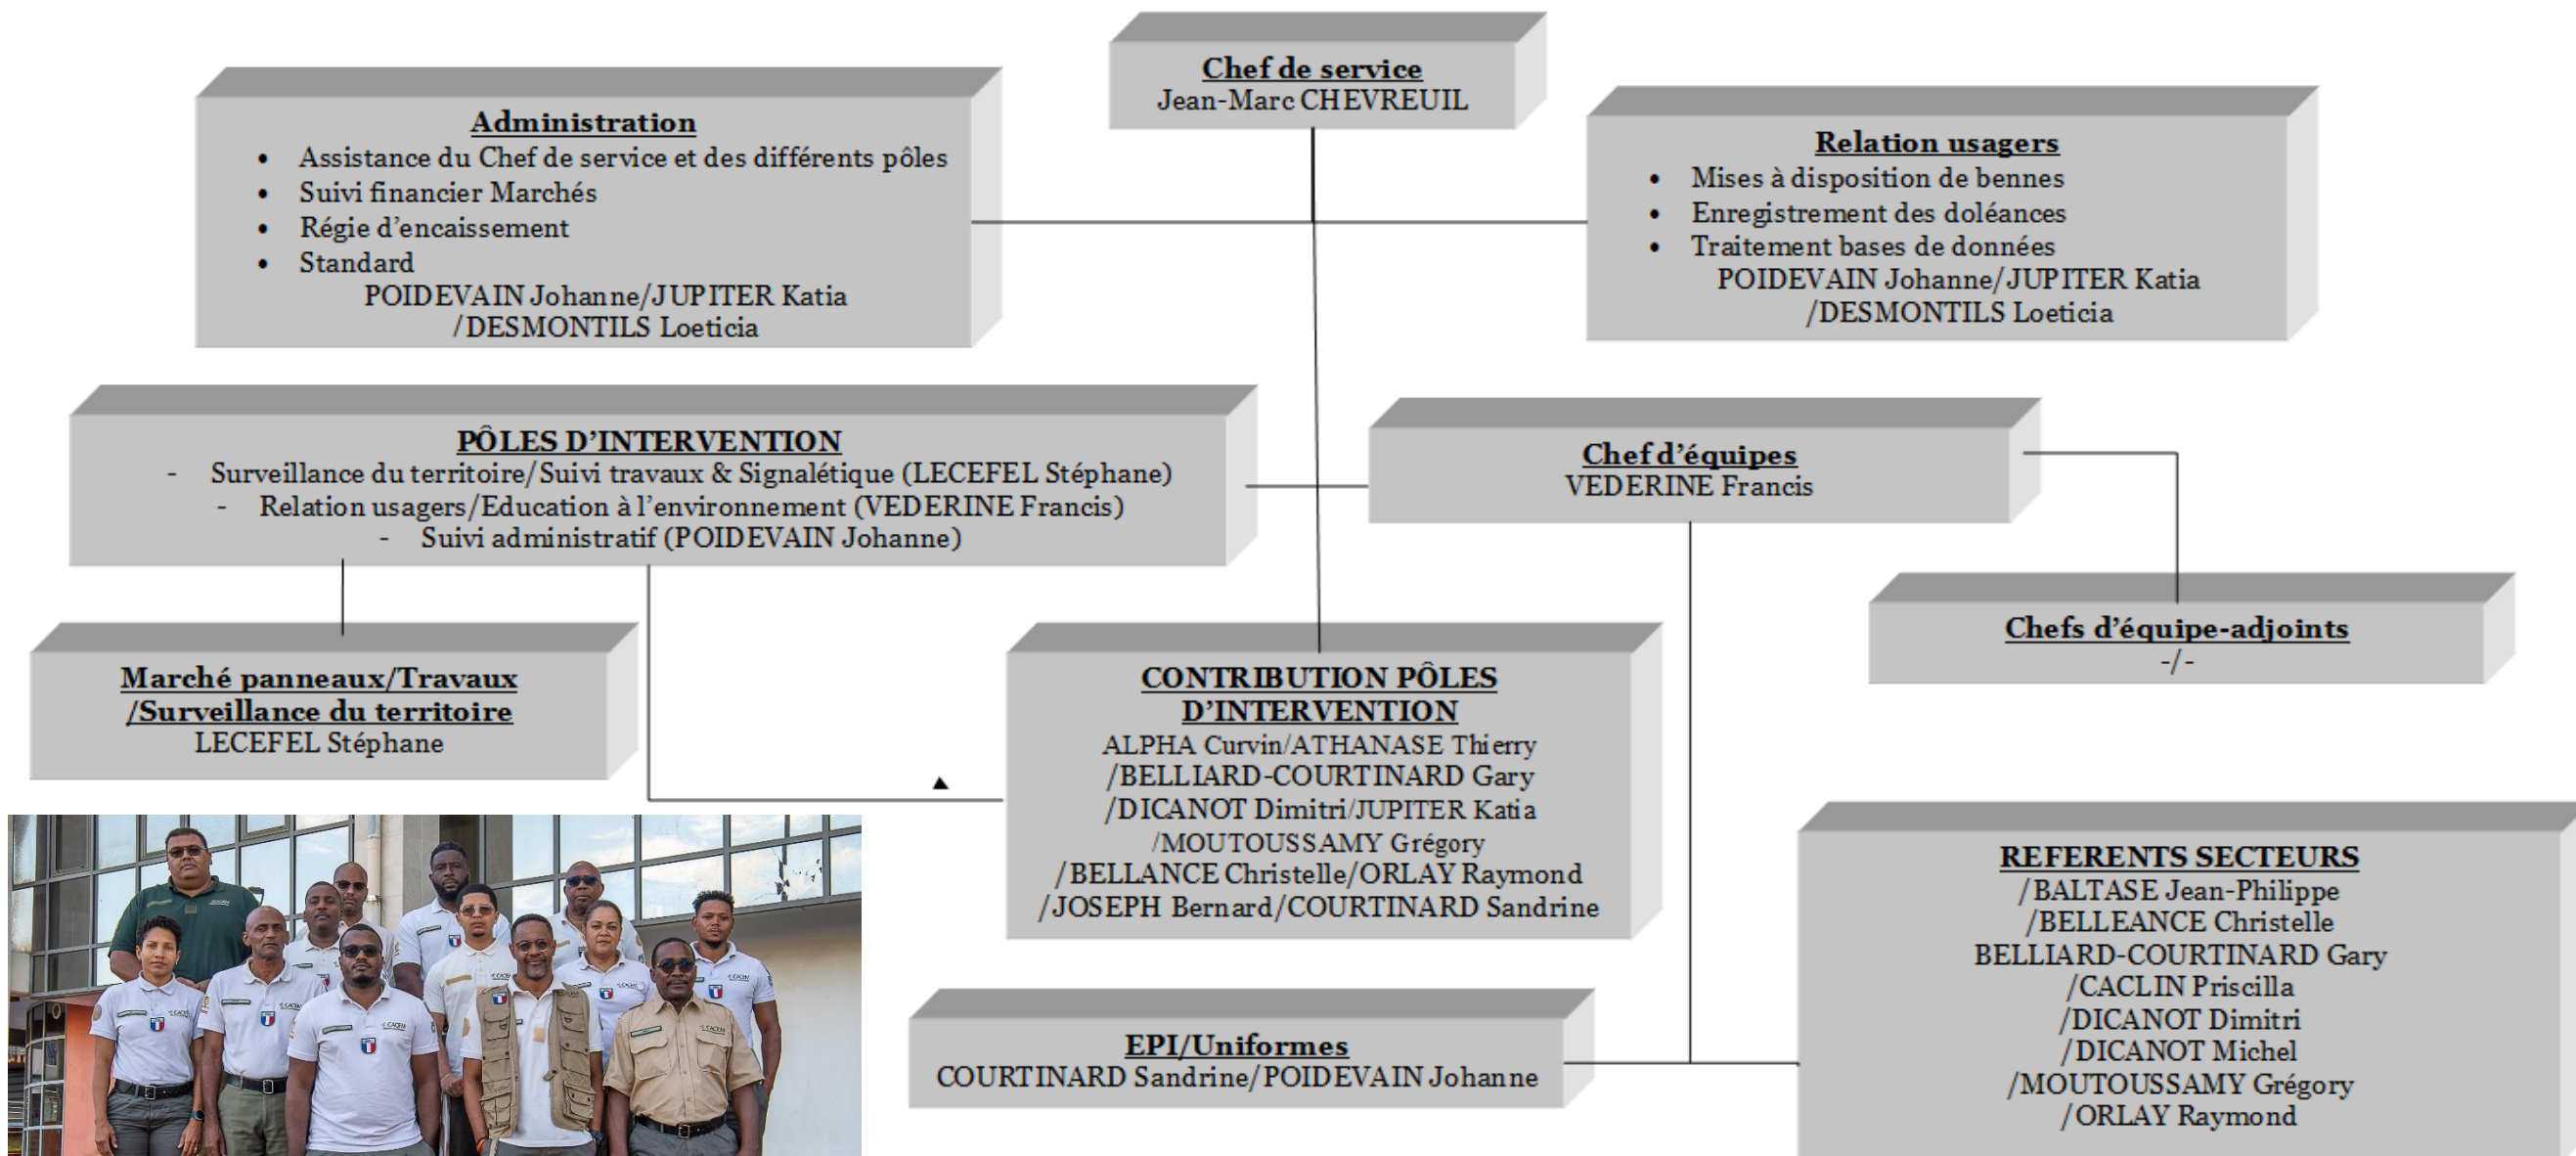 Chef de service
Jean-Marc CHEVREUIL
Administration
• Assistance du Chef de service et des différents pôles
• Suivi financier Marchés
• Régie d'encaissement
• Standard
POIDEVAIN Johanne/JUPITER Katia
/DESMONTILS Loeticia
Relation usagers
• Mises à disposition de bennes
• Enregistrement des doléances
• Traitement bases de données
POIDEVAIN Johanne/JUPITER Katia
/DESMONTILS Loeticia
PÔLES D'INTERVENTION
- Surveillance du territoire/Suivi travaux & Signalétique (LECEFEL Stéphane)
- Relation usagers/Education à l'environnement (VEDERINE Francis)
- Suivi administratif (POIDEVAIN Johanne)
Chef d'équipes
VEDERINE Francis
Chefs d'équipe-adjoints
-/-
Marché panneaux/Travaux
/Surveillance du territoire
LECEFEL Stéphane
CONTRIBUTION PÔLES
D'INTERVENTION
ALPHA Curvin/ATHANASE Thierry
/BELLIARD-COURTINARD Gary
/DICANOT Dimitri/JUPITER Katia
/MOUTOUSSAMY Grégory
/BELLANCE Christelle/ORLAY Raymond
/JOSEPH Bernard/COURTINARD Sandrine
REFERENTS SECTEURS
/BALTASE Jean-Philippe
/BELLEANCE Christelle
BELLIARD-COURTINARD Gary
/CACLIN Priscilla
/DICANOT Dimitri
/DICANOT Michel
/MOUTOUSSAMY Grégory
/ORLAY Raymond
EPI/Uniformes
COURTINARD Sandrine/POIDEVAIN Johanne
CACEM
CACEM
CACEM
CACEM